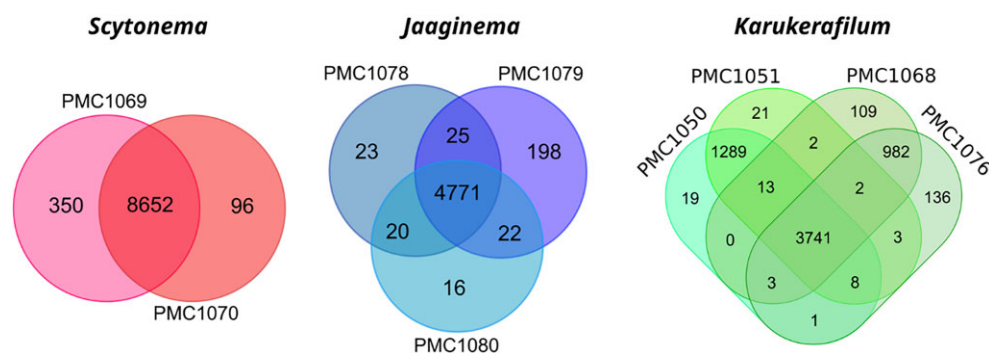 Scytonema
PMC1069
350
8652
96
PMC1070
Jaaginema
PMC1078
PMC1079
23
25
198
4771
20
22
16
PMC1080
Karukerafilum
PMC1051
PMC1068
PMC1050
PMC1076
21
109
1289
2
982
19
13
2
136
0
3741
3
3
8
1